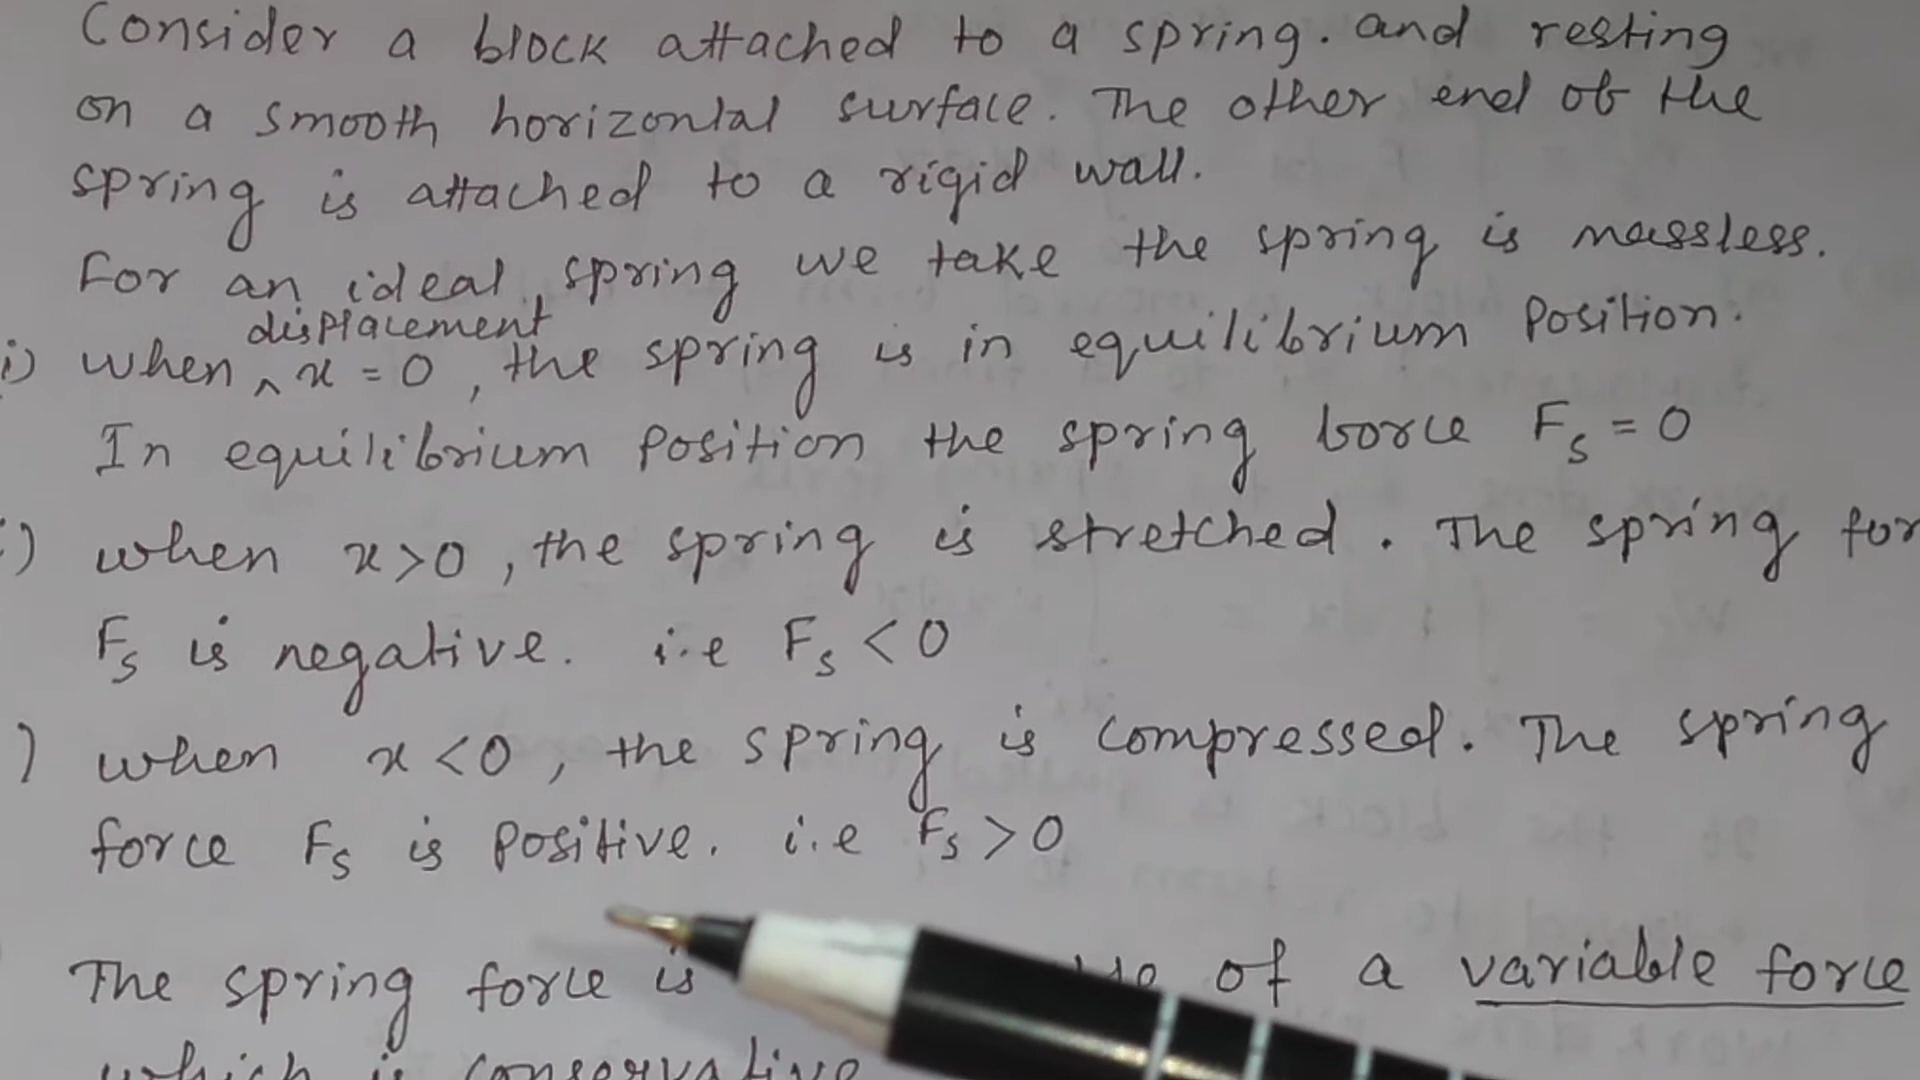 Consider a block attached to a spring. and resting
on a smooth horizontal surface. The other end of the
spring is attached to a rigid wall.
For an ideal, spring we take the spring is massless.
displacement
i) when ^ x = 0, the spring is in equilibrium position.
In equilibrium position the spring force Fs = 0
) when x>0, the spring is stretched. The spring for
Fs is negative. i.e Fs < 0
) when x<0, the spring is compressed. The spring
force Fs is positive. i.e Fs > 0
The spring force is of a variable force
which is conservative